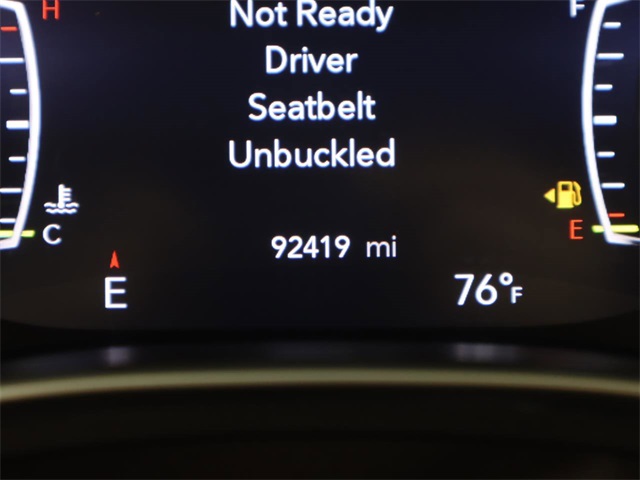 H
F
Not Ready
Driver
Seatbelt
Unbuckled
C
E
92419 mi
E
76°F